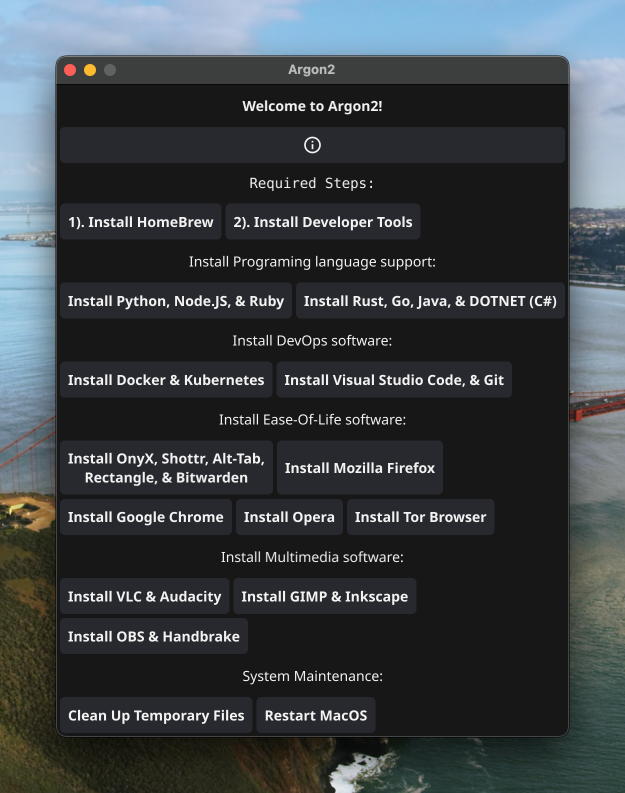 Argon2
Welcome to Argon2!
Required Steps:
1). Install HomeBrew
2). Install Developer Tools
Install Programing language support:
Install Python, Node.JS, & Ruby
Install Rust, Go, Java, & DOTNET (C#)
Install DevOps software:
Install Docker & Kubernetes
Install Visual Studio Code, & Git
Install Ease-Of-Life software:
Install OnyX, Shottr, Alt-Tab,
Rectangle, & Bitwarden
Install Mozilla Firefox
Install Google Chrome
Install Opera
Install Tor Browser
Install Multimedia software:
Install VLC & Audacity
Install GIMP & Inkscape
Install OBS & Handbrake
System Maintenance:
Clean Up Temporary Files
Restart MacOS